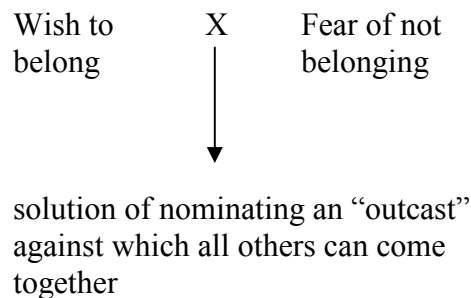 Wish to X Fear of not
belong belonging
solution of nominating an “outcast”
against which all others can come
together